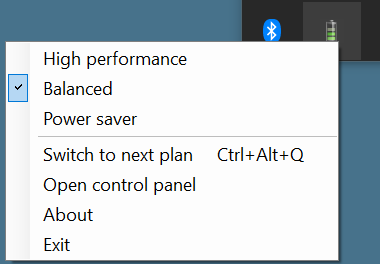 High performance
Balanced
Power saver
Switch to next plan Ctrl+Alt+Q
Open control panel
About
Exit